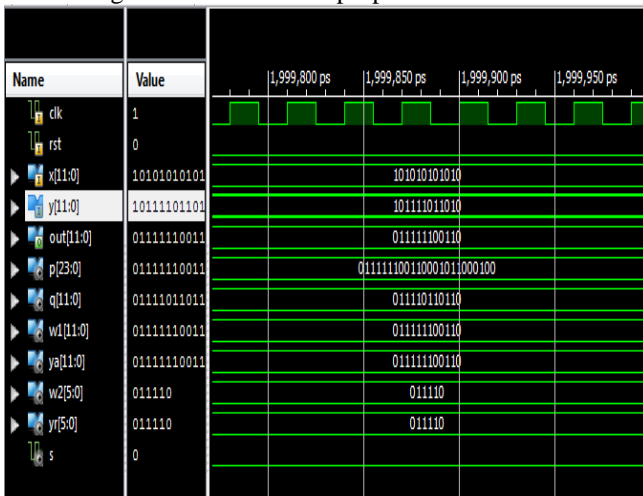 Name Value 1,999,800 ps 1,999,850 ps 1,999,900 ps 1,999,950 ps
clk 1
rst 0
x[11:0] 10101010101 101010101010
y[11:0] 10111101101 101111011010
out[11:0] 01111110011 011111100110
p[23:0] 01111110011 011111100110001011000100
q[11:0] 01111011011 011110110110
w1[11:0] 01111110011 011111100110
ya[11:0] 01111110011 011111100110
w2[5:0] 011110 011110
yr[5:0] 011110 011110
s 0